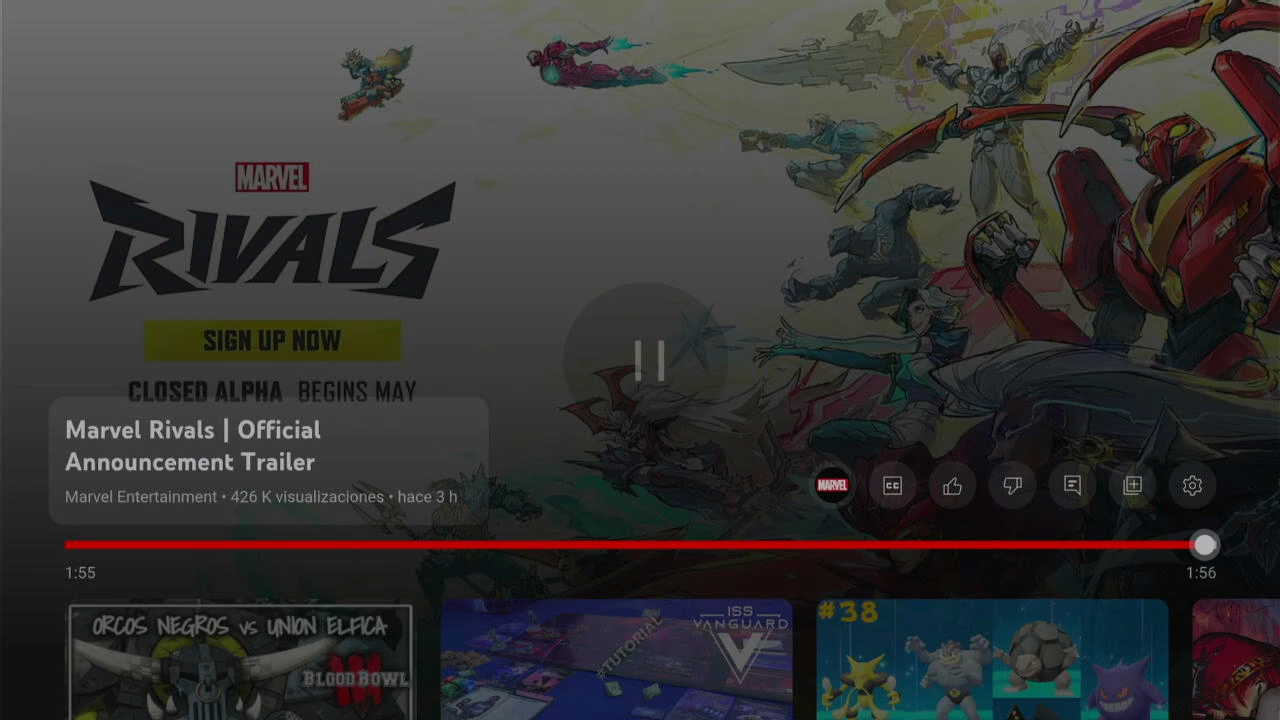 MARVEL
RIVALS
SIGN UP NOW
CLOSED ALPHA BEGINS MAY
Marvel Rivals | Official
Announcement Trailer
Marvel Entertainment • 426 K visualizaciones • hace 3 h
MARVEL
CC
1:55
1:56
ORCOS NEGROS VS UNION ELFICA
BLOOD BOWL
#TUTORIAL
ISS
VANGUARD
#38